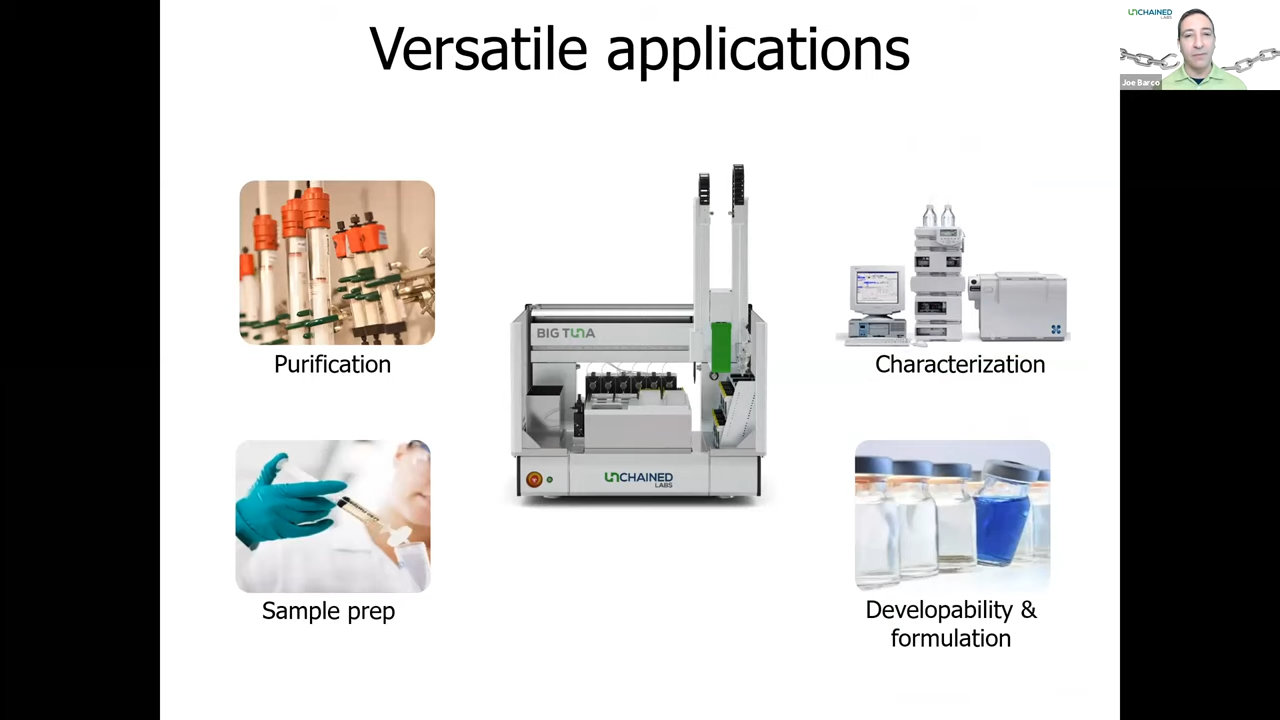 Versatile applications
UNCHAINED
LABS
Joe Barco
BIG TUNA
Purification
Characterization
UNCHAINED
LABS
Sample prep
Developability &
formulation